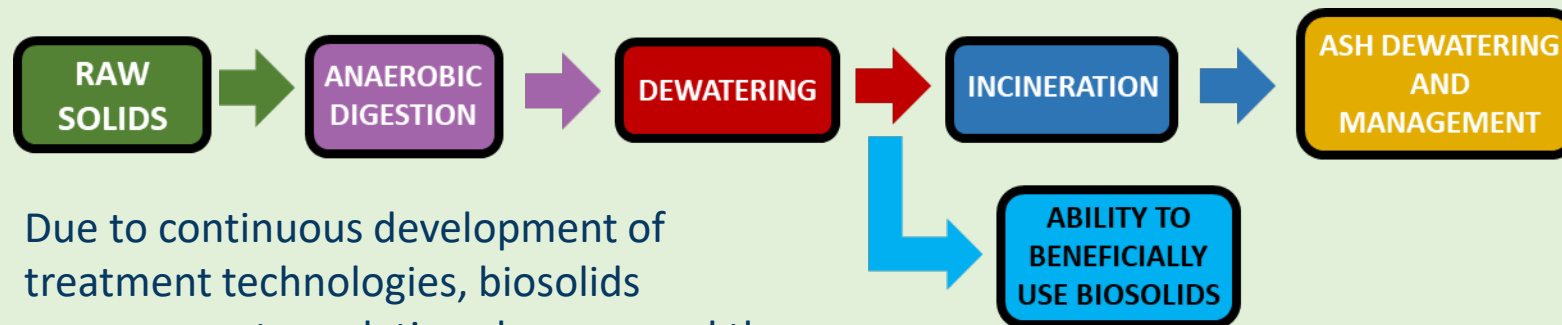 RAW
SOLIDS
ANAEROBIC
DIGESTION
DEWATERING
INCINERATION
ASH DEWATERING
AND
MANAGEMENT
ABILITY TO
BENEFICIALLY
USE BIOSOLIDS
Due to continuous development of
treatment technologies, biosolids